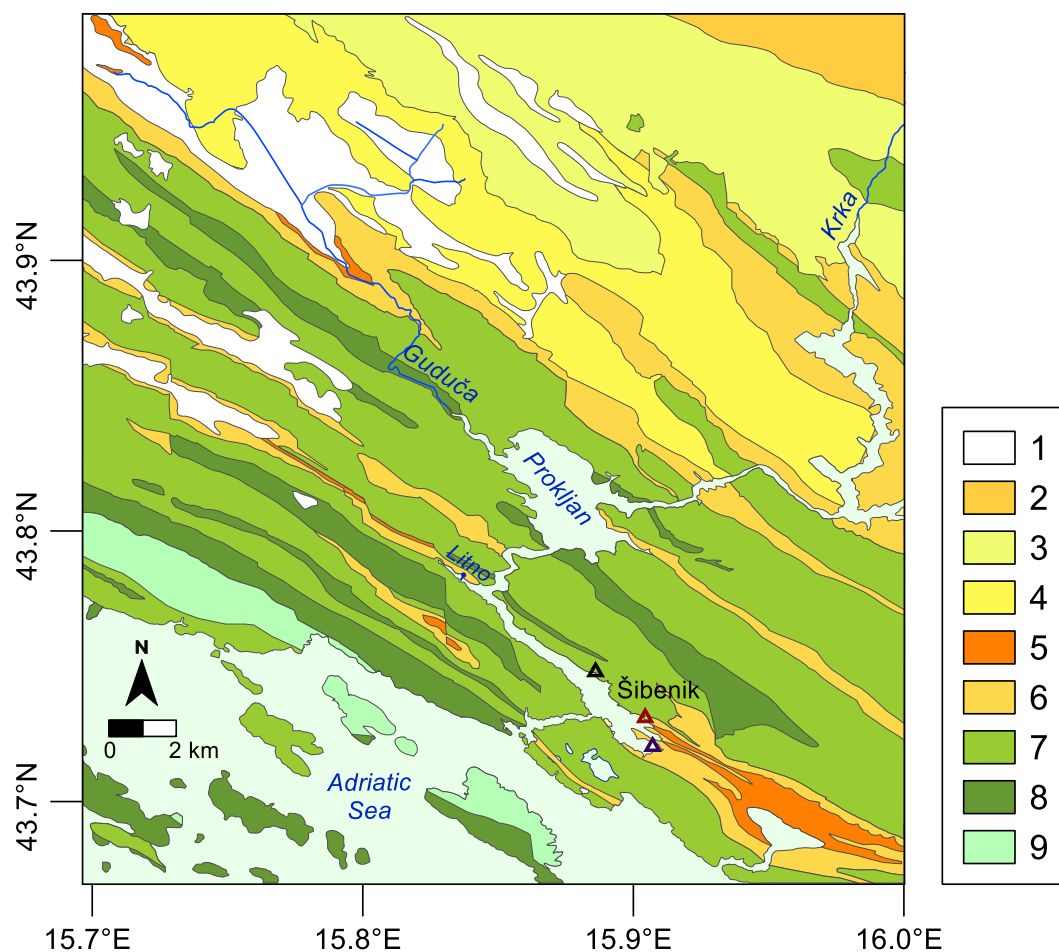 43.9°N
43.8°N
43.7°N
Krka
Guduča
Prokljan
Litno
Šibenik
N
0 2 km
Adriatic
Sea
1
2
3
4
5
6
7
8
9
15.7°E 15.8°E 15.9°E 16.0°E